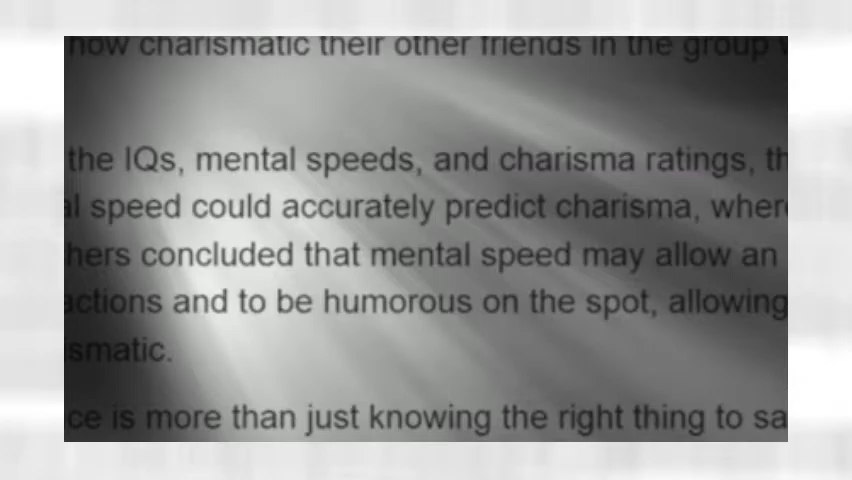 how charismatic their other friends in the group
the IQs, mental speeds, and charisma ratings, th
al speed could accurately predict charisma, where
hers concluded that mental speed may allow an
actions and to be humorous on the spot, allowing
smatic.
ce is more than just knowing the right thing to sa